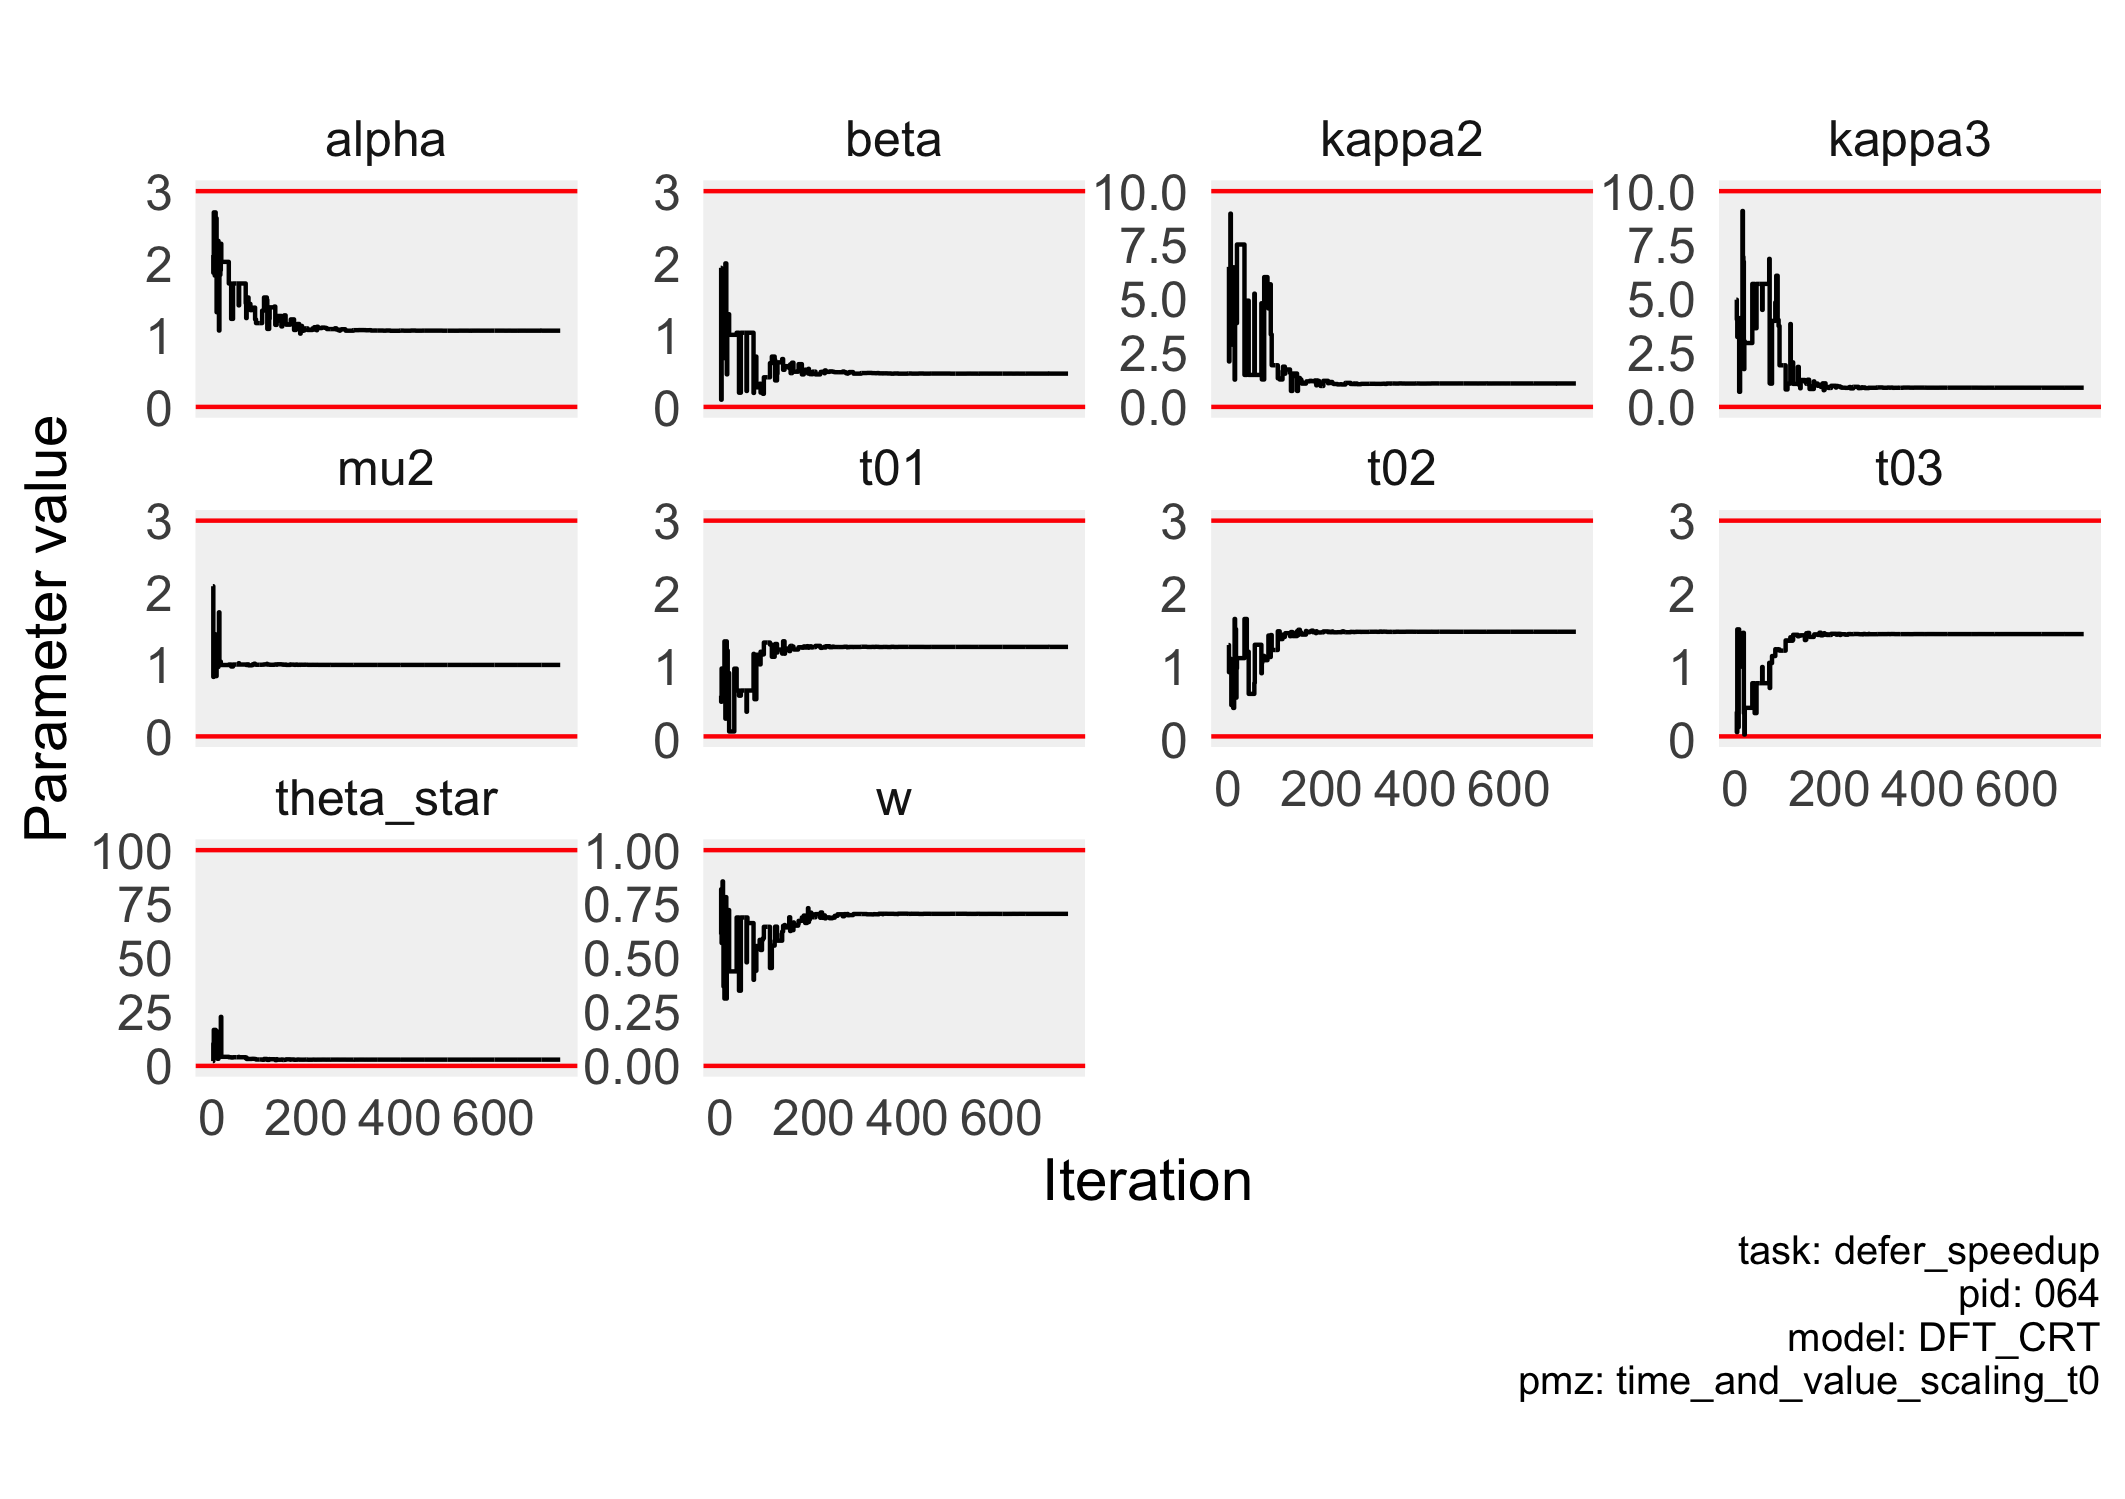 alpha
beta
kappa2
kappa3
3
2
1
0
3
2
1
0
10.0
7.5
5.0
2.5
0.0
10.0
7.5
5.0
2.5
0.0
mu2
t01
t02
t03
3
2
1
0
3
2
1
0
3
2
1
0
3
2
1
0
0 200 400 600
0 200 400 600
theta_star
w
100
75
50
25
0
1.00
0.75
0.50
0.25
0.00
0 200 400 600
0 200 400 600
Parameter value
Iteration
task: defer_speedup
pid: 064
model: DFT_CRT
pmz: time_and_value_scaling_t0